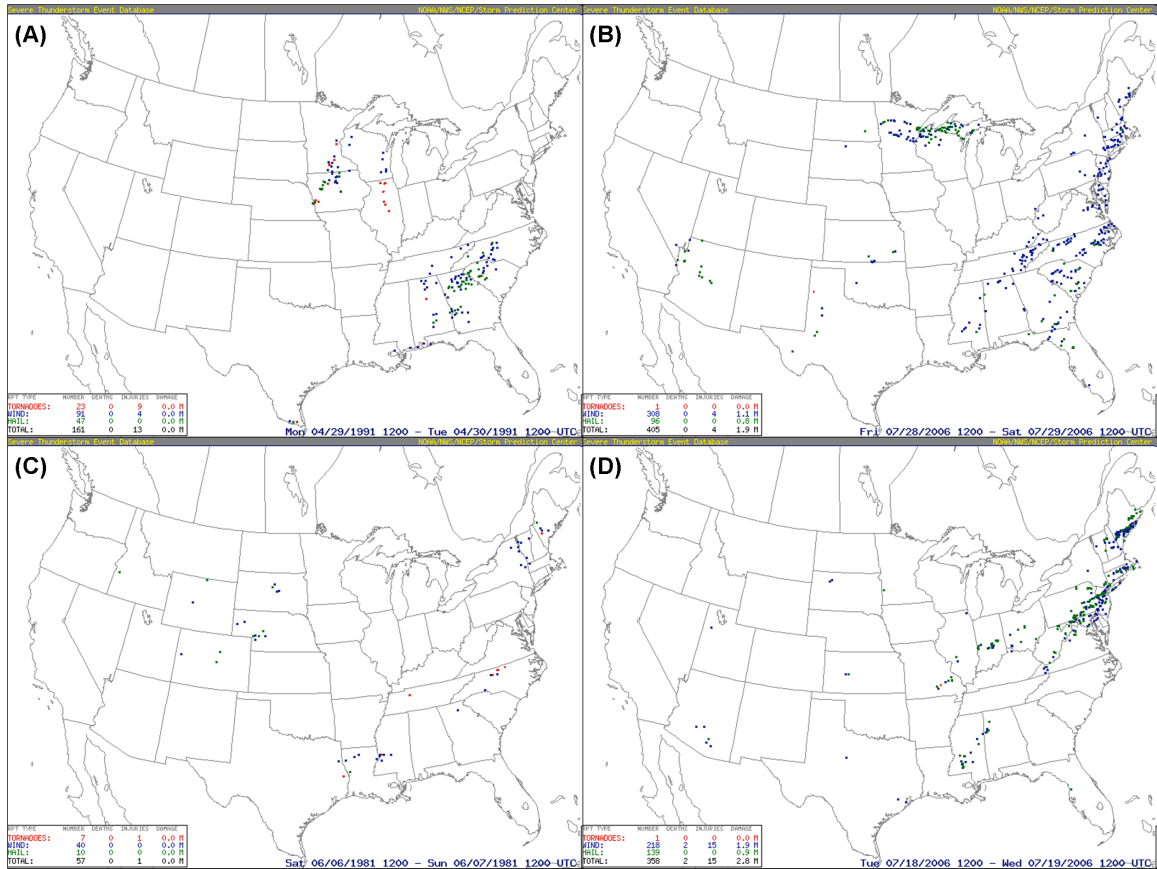 Severe Thunderstorm Event Database NOAA/NWS/NCEP/Storm Prediction Center
(A)
RPT TYPE NUMBER DEATHS INJURIES DAMAGE
TORNADOES: 23 0 9 0.0 M
WIND: 91 0 4 0.0 M
HAIL: 47 0 0 0.0 M
TOTAL: 161 0 13 0.0 M
Mon 04/29/1991 1200 - Tue 04/30/1991 1200 UTC
Severe Thunderstorm Event Database NOAA/NWS/NCEP/Storm Prediction Center
(B)
RPT TYPE NUMBER DEATHS INJURIES DAMAGE
TORNADOES: 1 0 0 0.0 M
WIND: 308 0 4 1.1 M
HAIL: 96 0 0 0.8 M
TOTAL: 405 0 4 1.9 M
Fri 07/28/2006 1200 - Sat 07/29/2006 1200 UTC
Severe Thunderstorm Event Database NOAA/NWS/NCEP/Storm Prediction Center
(C)
RPT TYPE NUMBER DEATHS INJURIES DAMAGE
TORNADOES: 7 0 1 0.0 M
WIND: 40 0 0 0.0 M
HAIL: 10 0 0 0.0 M
TOTAL: 57 0 1 0.0 M
Sat 06/06/1981 1200 - Sun 06/07/1981 1200 UTC
Severe Thunderstorm Event Database NOAA/NWS/NCEP/Storm Prediction Center
(D)
RPT TYPE NUMBER DEATHS INJURIES DAMAGE
TORNADOES: 1 0 0 0.0 M
WIND: 218 2 15 1.9 M
HAIL: 139 0 0 0.9 M
TOTAL: 358 2 15 2.8 M
Tue 07/18/2006 1200 - Wed 07/19/2006 1200 UTC